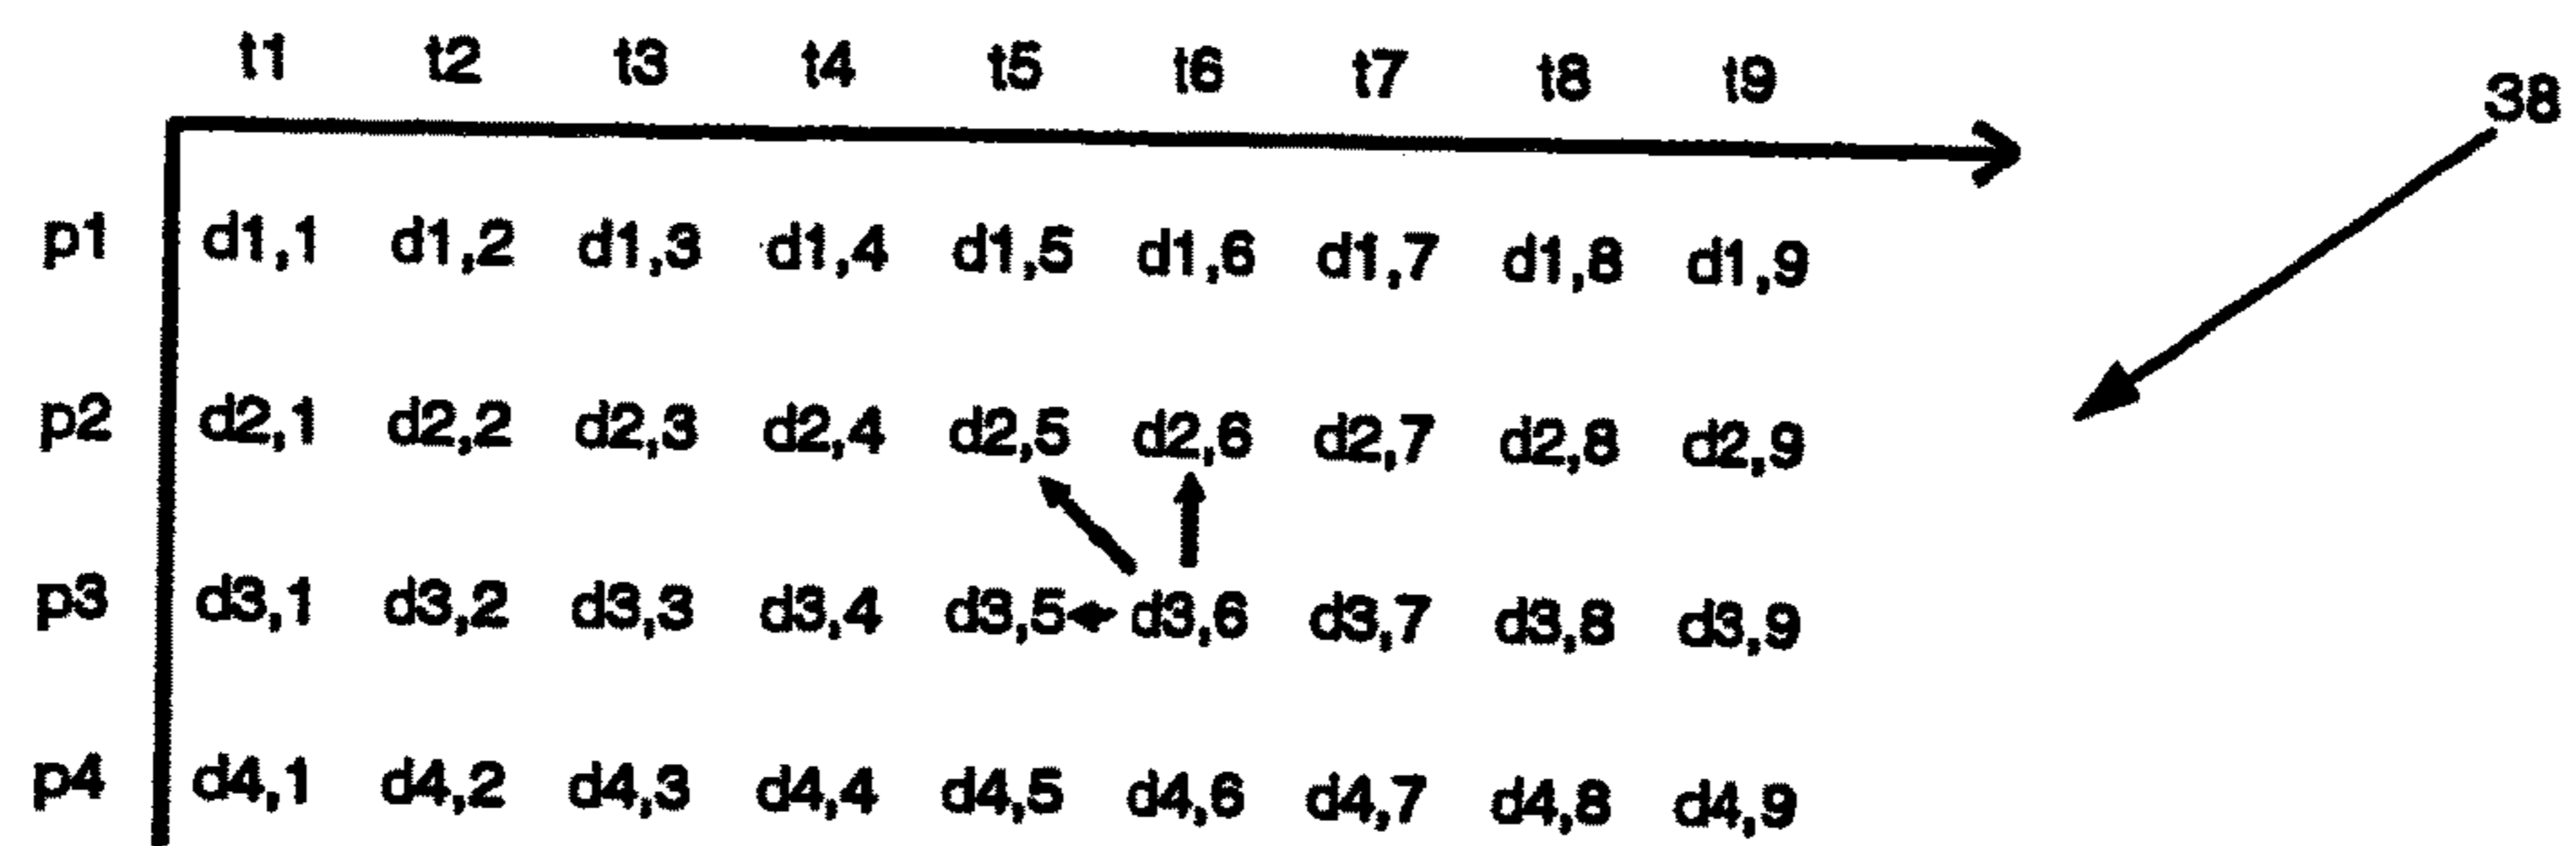 t1 t2 t3 t4 t5 t6 t7 t8 t9
38
p1 d1,1 d1,2 d1,3 d1,4 d1,5 d1,6 d1,7 d1,8 d1,9
p2 d2,1 d2,2 d2,3 d2,4 d2,5 d2,6 d2,7 d2,8 d2,9
p3 d3,1 d3,2 d3,3 d3,4 d3,5 d3,6 d3,7 d3,8 d3,9
p4 d4,1 d4,2 d4,3 d4,4 d4,5 d4,6 d4,7 d4,8 d4,9